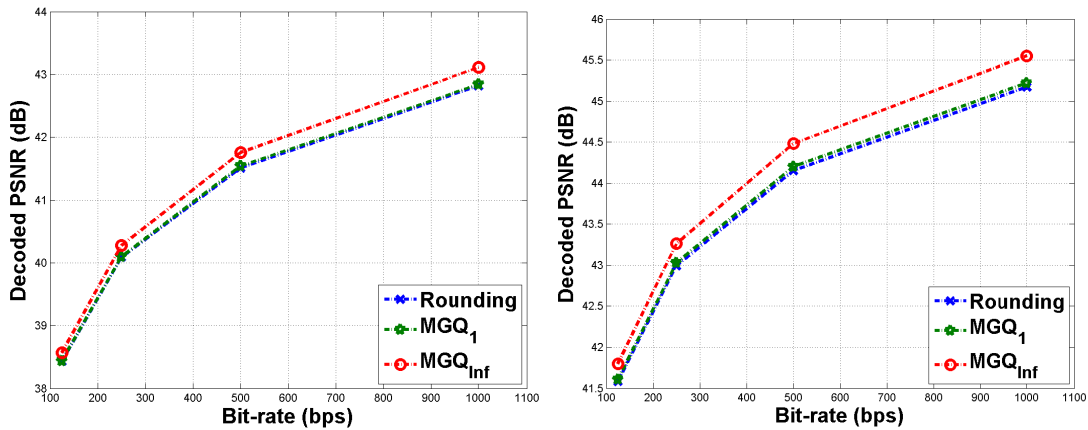 44
43
42
41
40
39
38
100 200 300 400 500 600 700 800 900 1000 1100
Decoded PSNR (dB)
Bit-rate (bps)
Rounding
MGQ1
MGQInf
46
45.5
45
44.5
44
43.5
43
42.5
42
41.5
100 200 300 400 500 600 700 800 900 1000 1100
Decoded PSNR (dB)
Bit-rate (bps)
Rounding
MGQ1
MGQInf